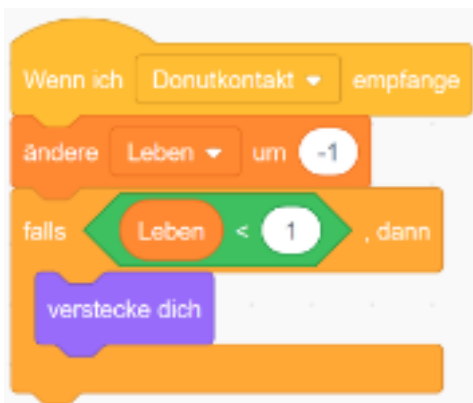 Wenn ich Donutkontakt empfange
ändere Leben um -1
falls Leben < 1 , dann
verstecke dich